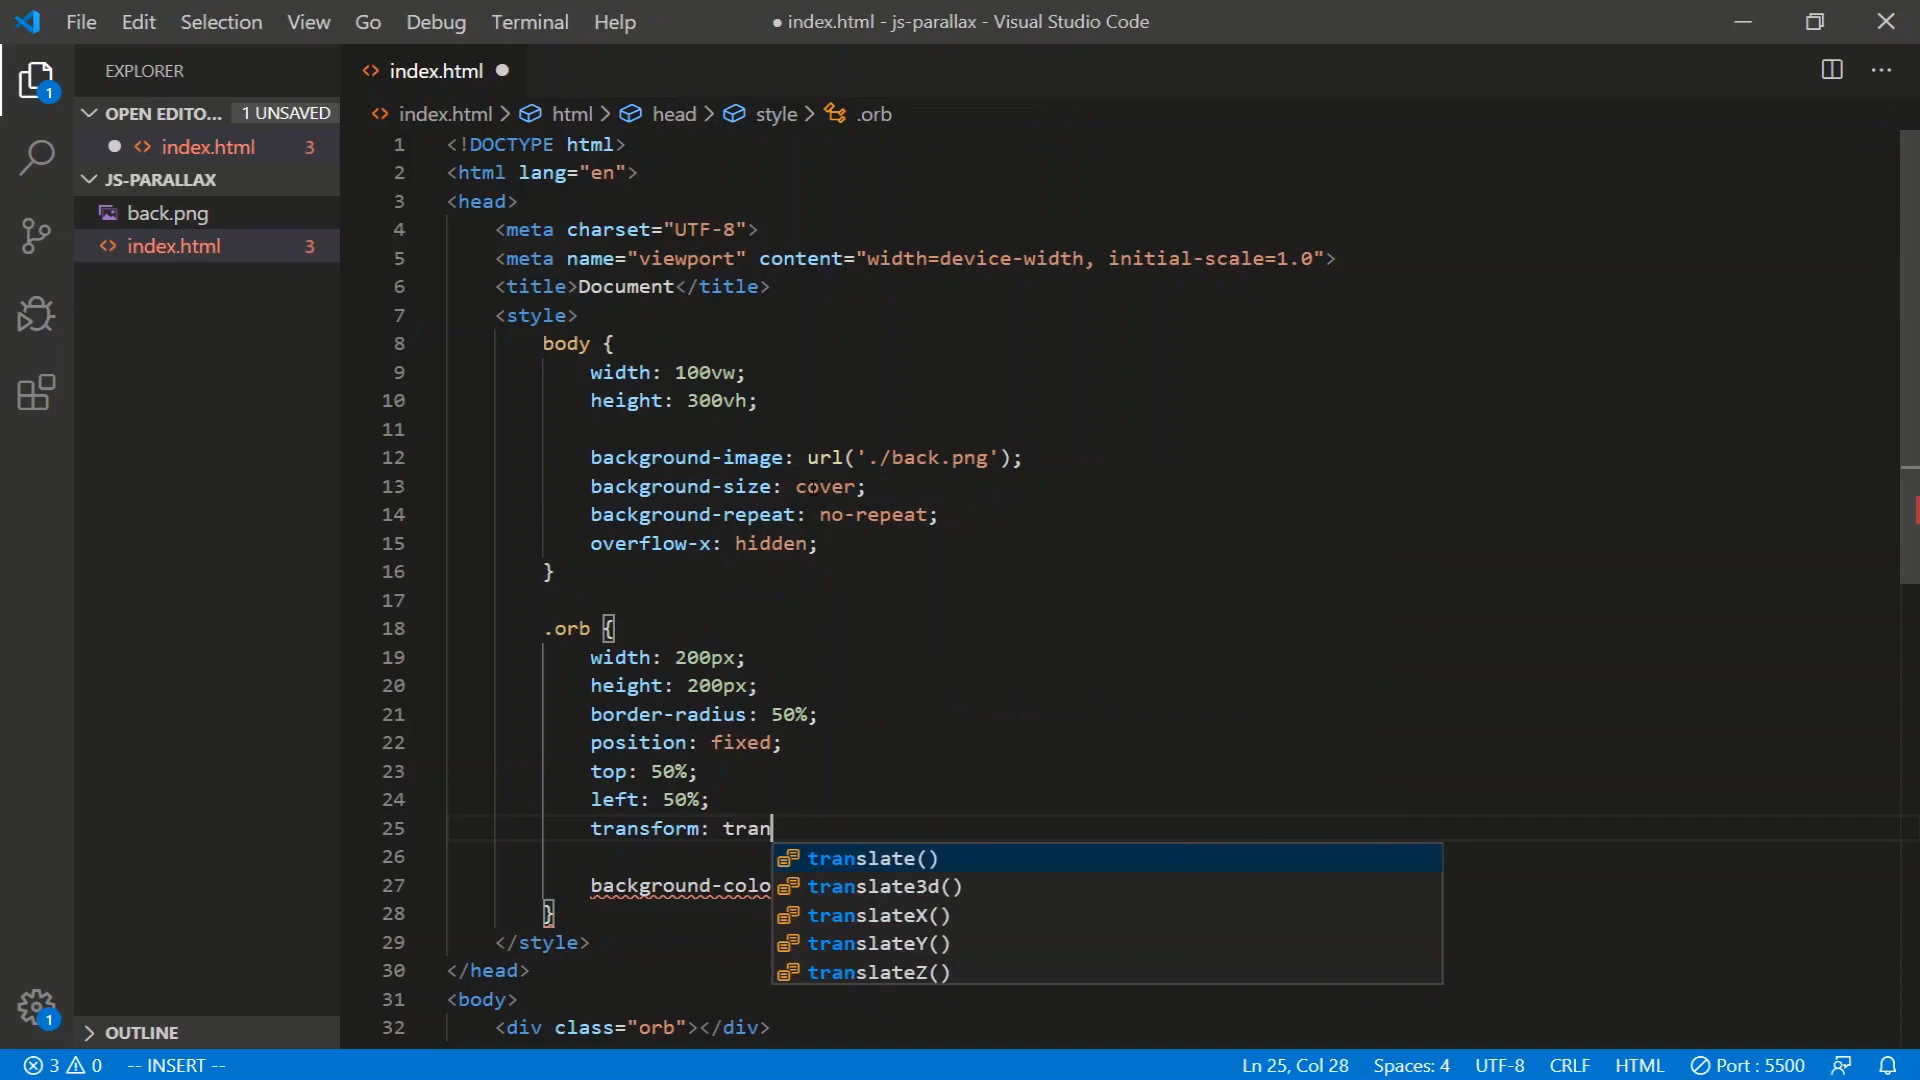 File Edit Selection View Go Debug Terminal Help
● index.html - js-parallax - Visual Studio Code
1
EXPLORER
OPEN EDITO... 1 UNSAVED
index.html 3
JS-PARALLAX
back.png
index.html 3
OUTLINE
1
index.html
index.html > html > head > style > .orb
1 <!DOCTYPE html>
2 <html lang="en">
3 <head>
4 <meta charset="UTF-8">
5 <meta name="viewport" content="width=device-width, initial-scale=1.0">
6 <title>Document</title>
7 <style>
8 body {
9 width: 100vw;
10 height: 300vh;
11
12 background-image: url('./back.png');
13 background-size: cover;
14 background-repeat: no-repeat;
15 overflow-x: hidden;
16 }
17
18 .orb {
19 width: 200px;
20 height: 200px;
21 border-radius: 50%;
22 position: fixed;
23 top: 50%;
24 left: 50%;
25 transform: tran
26
27 background-colo
28 }
29 </style>
30 </head>
31 <body>
32 <div class="orb"></div>
translate()
translate3d()
translateX()
translateY()
translateZ()
3 0 -- INSERT --
Ln 25, Col 28 Spaces: 4 UTF-8 CRLF HTML Port : 5500